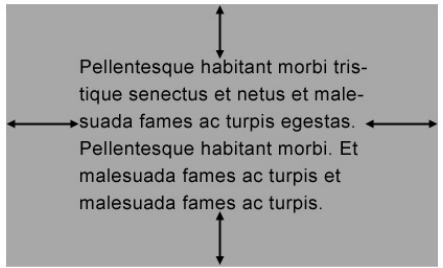 Pellentesque habitant morbi tris-
tique senectus et netus et male-
suada fames ac turpis egestas.
Pellentesque habitant morbi. Et
malesuada fames ac turpis et
malesuada fames ac turpis.